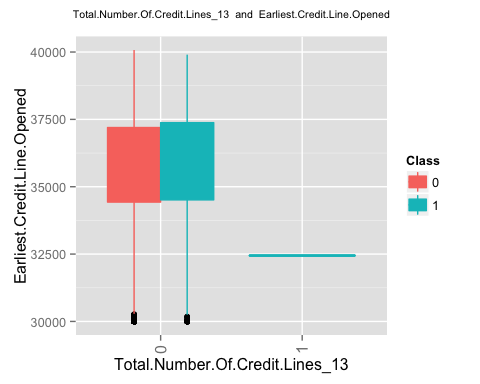 Total.Number.Of.Credit.Lines_13 and Earliest.Credit.Line.Opened
40000
37500
35000
32500
30000
Earliest.Credit.Line.Opened
0
1
Total.Number.Of.Credit.Lines_13
Class
0
1